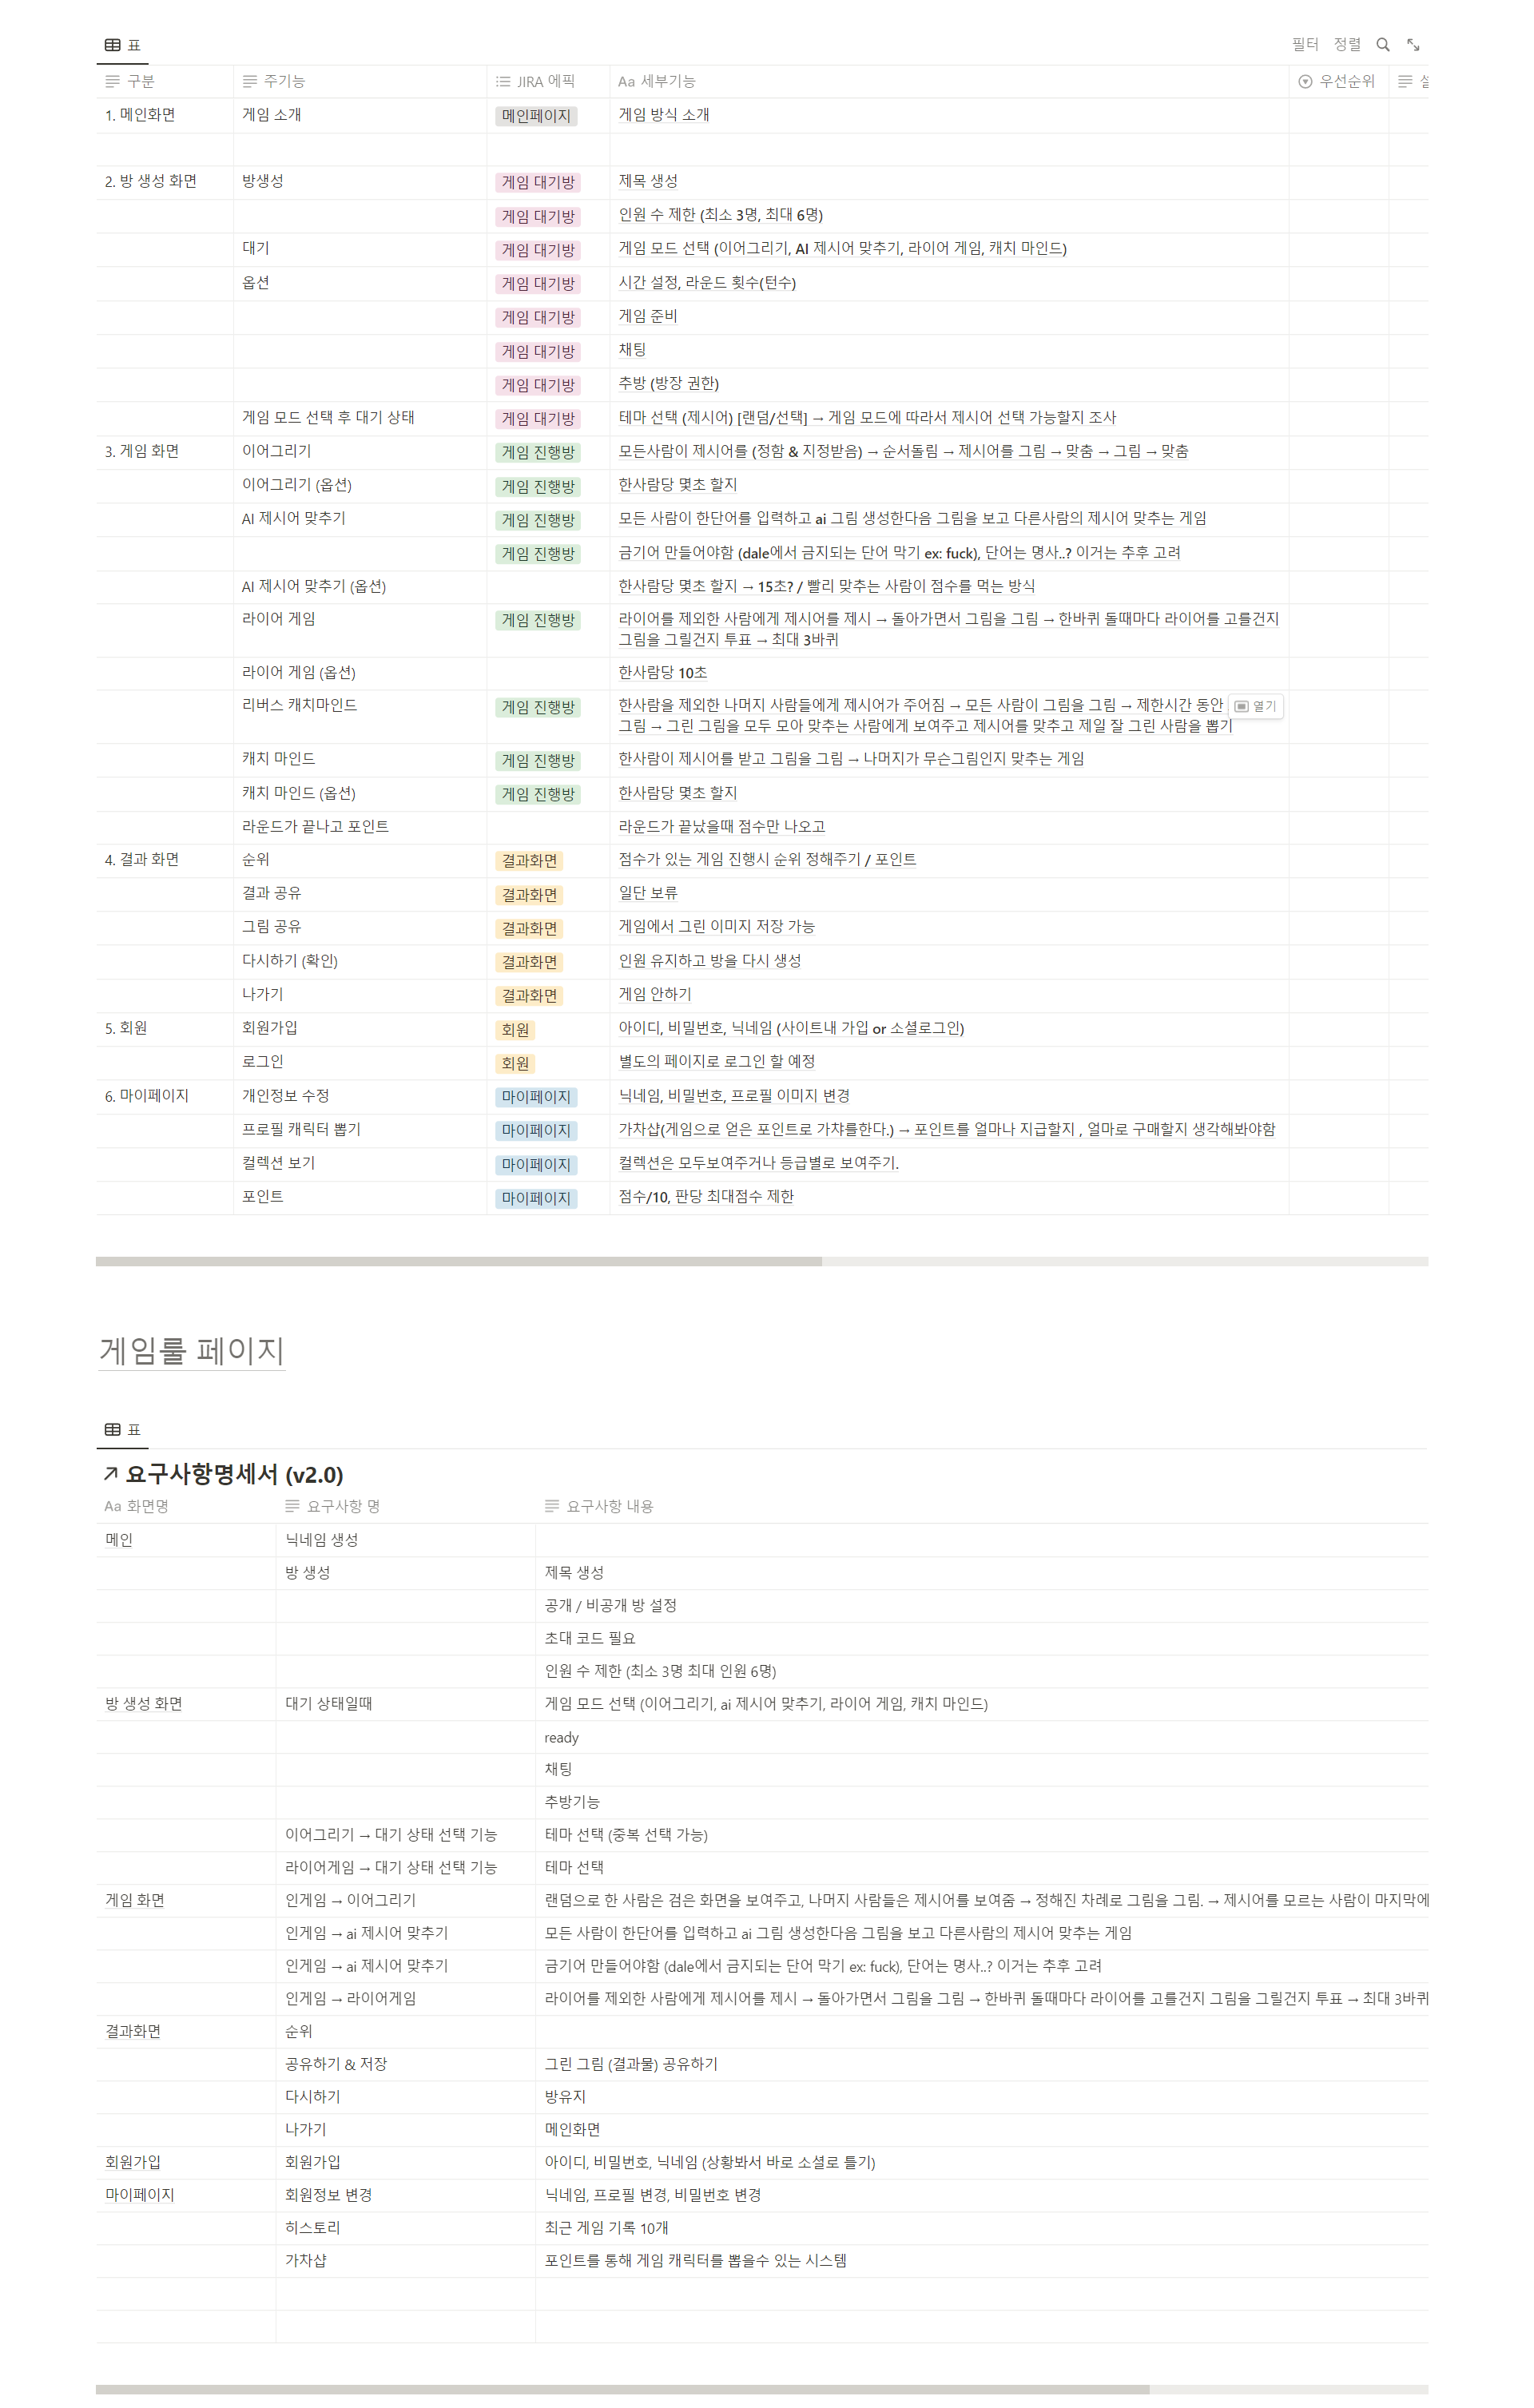 표 필터 정렬
구분 주기능 JIRA 에픽 Aa 세부기능 우선순위
1. 메인화면 게임 소개 메인페이지 게임 방식 소개
2. 방 생성 화면 방생성 게임 대기방 제목 생성
게임 대기방 인원 수 제한 (최소 3명, 최대 6명)
대기 게임 대기방 게임 모드 선택 (이어그리기, AI 제시어 맞추기, 라이어 게임, 캐치 마인드)
옵션 게임 대기방 시간 설정, 라운드 횟수(턴수)
게임 대기방 게임 준비
게임 대기방 채팅
게임 대기방 추방 (방장 권한)
게임 모드 선택 후 대기 상태 게임 대기방 테마 선택 (제시어) [랜덤/선택] → 게임 모드에 따라서 제시어 선택 가능할지 조사
3. 게임 화면 이어그리기 게임 진행방 모든사람이 제시어를 (정함 & 지정받음) → 순서돌림 → 제시어를 그림 → 맞춤 → 그림 → 맞춤
이어그리기 (옵션) 게임 진행방 한사람당 몇초 할지
AI 제시어 맞추기 게임 진행방 모든 사람이 한단어를 입력하고 ai 그림 생성한다음 그림을 보고 다른사람의 제시어 맞추는 게임
게임 진행방 금기어 만들어야함 (dale에서 금지되는 단어 막기 ex: fuck), 단어는 명사..? 이거는 추후 고려
AI 제시어 맞추기 (옵션) 한사람당 몇초 할지 → 15초? / 빨리 맞추는 사람이 점수를 먹는 방식
라이어 게임 게임 진행방 라이어를 제외한 사람에게 제시어를 제시 → 돌아가면서 그림을 그림 → 한바퀴 돌때마다 라이어를 고를건지
그림을 그릴건지 투표 → 최대 3바퀴
라이어 게임 (옵션) 한사람당 10초
리버스 캐치마인드 게임 진행방 한사람을 제외한 나머지 사람들에게 제시어가 주어짐 → 모든 사람이 그림을 그림 → 제한시간 동안 열기
그림 → 그린 그림을 모두 모아 맞추는 사람에게 보여주고 제시어를 맞추고 제일 잘 그린 사람을 뽑기
캐치 마인드 게임 진행방 한사람이 제시어를 받고 그림을 그림 → 나머지가 무슨그림인지 맞추는 게임
캐치 마인드 (옵션) 게임 진행방 한사람당 몇초 할지
라운드가 끝나고 포인트 라운드가 끝났을때 점수만 나오고
4. 결과 화면 순위 결과화면 점수가 있는 게임 진행시 순위 정해주기 / 포인트
결과 공유 결과화면 일단 보류
그림 공유 결과화면 게임에서 그린 이미지 저장 가능
다시하기 (확인) 결과화면 인원 유지하고 방을 다시 생성
나가기 결과화면 게임 안하기
5. 회원 회원가입 회원 아이디, 비밀번호, 닉네임 (사이트내 가입 or 소셜로그인)
로그인 회원 별도의 페이지로 로그인 할 예정
6. 마이페이지 개인정보 수정 마이페이지 닉네임, 비밀번호, 프로필 이미지 변경
프로필 캐릭터 뽑기 마이페이지 가차샵(게임으로 얻은 포인트로 가챠를한다.) → 포인트를 얼마나 지급할지 , 얼마로 구매할지 생각해봐야함
컬렉션 보기 마이페이지 컬렉션은 모두보여주거나 등급별로 보여주기.
포인트 마이페이지 점수/10, 판당 최대점수 제한
게임룰 페이지
표
요구사항명세서 (v2.0)
Aa 화면명 요구사항 명 요구사항 내용
메인 닉네임 생성
방 생성 제목 생성
공개 / 비공개 방 설정
초대 코드 필요
인원 수 제한 (최소 3명 최대 인원 6명)
방 생성 화면 대기 상태일때 게임 모드 선택 (이어그리기, ai 제시어 맞추기, 라이어 게임, 캐치 마인드)
ready
채팅
추방기능
이어그리기 → 대기 상태 선택 기능 테마 선택 (중복 선택 가능)
라이어게임 → 대기 상태 선택 기능 테마 선택
게임 화면 인게임 → 이어그리기 랜덤으로 한 사람은 검은 화면을 보여주고, 나머지 사람들은 제시어를 보여줌 → 정해진 차례로 그림을 그림. → 제시어를 모르는 사람이 마지막에
인게임 → ai 제시어 맞추기 모든 사람이 한단어를 입력하고 ai 그림 생성한다음 그림을 보고 다른사람의 제시어 맞추는 게임
인게임 → ai 제시어 맞추기 금기어 만들어야함 (dale에서 금지되는 단어 막기 ex: fuck), 단어는 명사..? 이거는 추후 고려
인게임 → 라이어게임 라이어를 제외한 사람에게 제시어를 제시 → 돌아가면서 그림을 그림 → 한바퀴 돌때마다 라이어를 고를건지 그림을 그릴건지 투표 → 최대 3바퀴
결과화면 순위
공유하기 & 저장 그린 그림 (결과물) 공유하기
다시하기 방유지
나가기 메인화면
회원가입 회원가입 아이디, 비밀번호, 닉네임 (상황봐서 바로 소셜로 틀기)
마이페이지 회원정보 변경 닉네임, 프로필 변경, 비밀번호 변경
히스토리 최근 게임 기록 10개
가차샵 포인트를 통해 게임 캐릭터를 뽑을수 있는 시스템